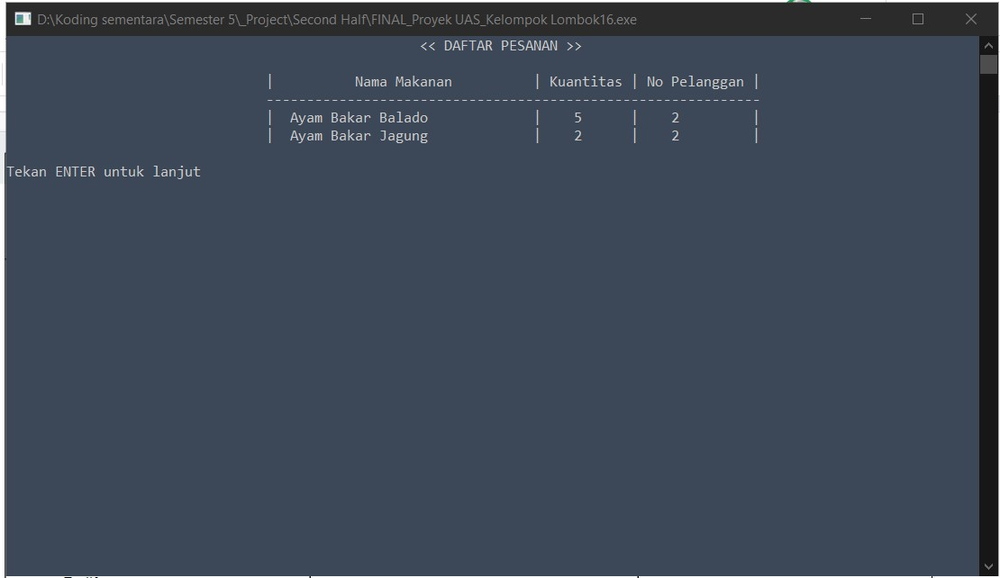 D:\Koding sementara\Semester 5\_Project\Second Half\FINAL_Proyek UAS_Kelompok Lombok16.exe
<< DAFTAR PESANAN >>
| Nama Makanan | Kuantitas | No Pelanggan |
-------------------------------------------------------------
| Ayam Bakar Balado | 5 | 2 |
| Ayam Bakar Jagung | 2 | 2 |
Tekan ENTER untuk lanjut